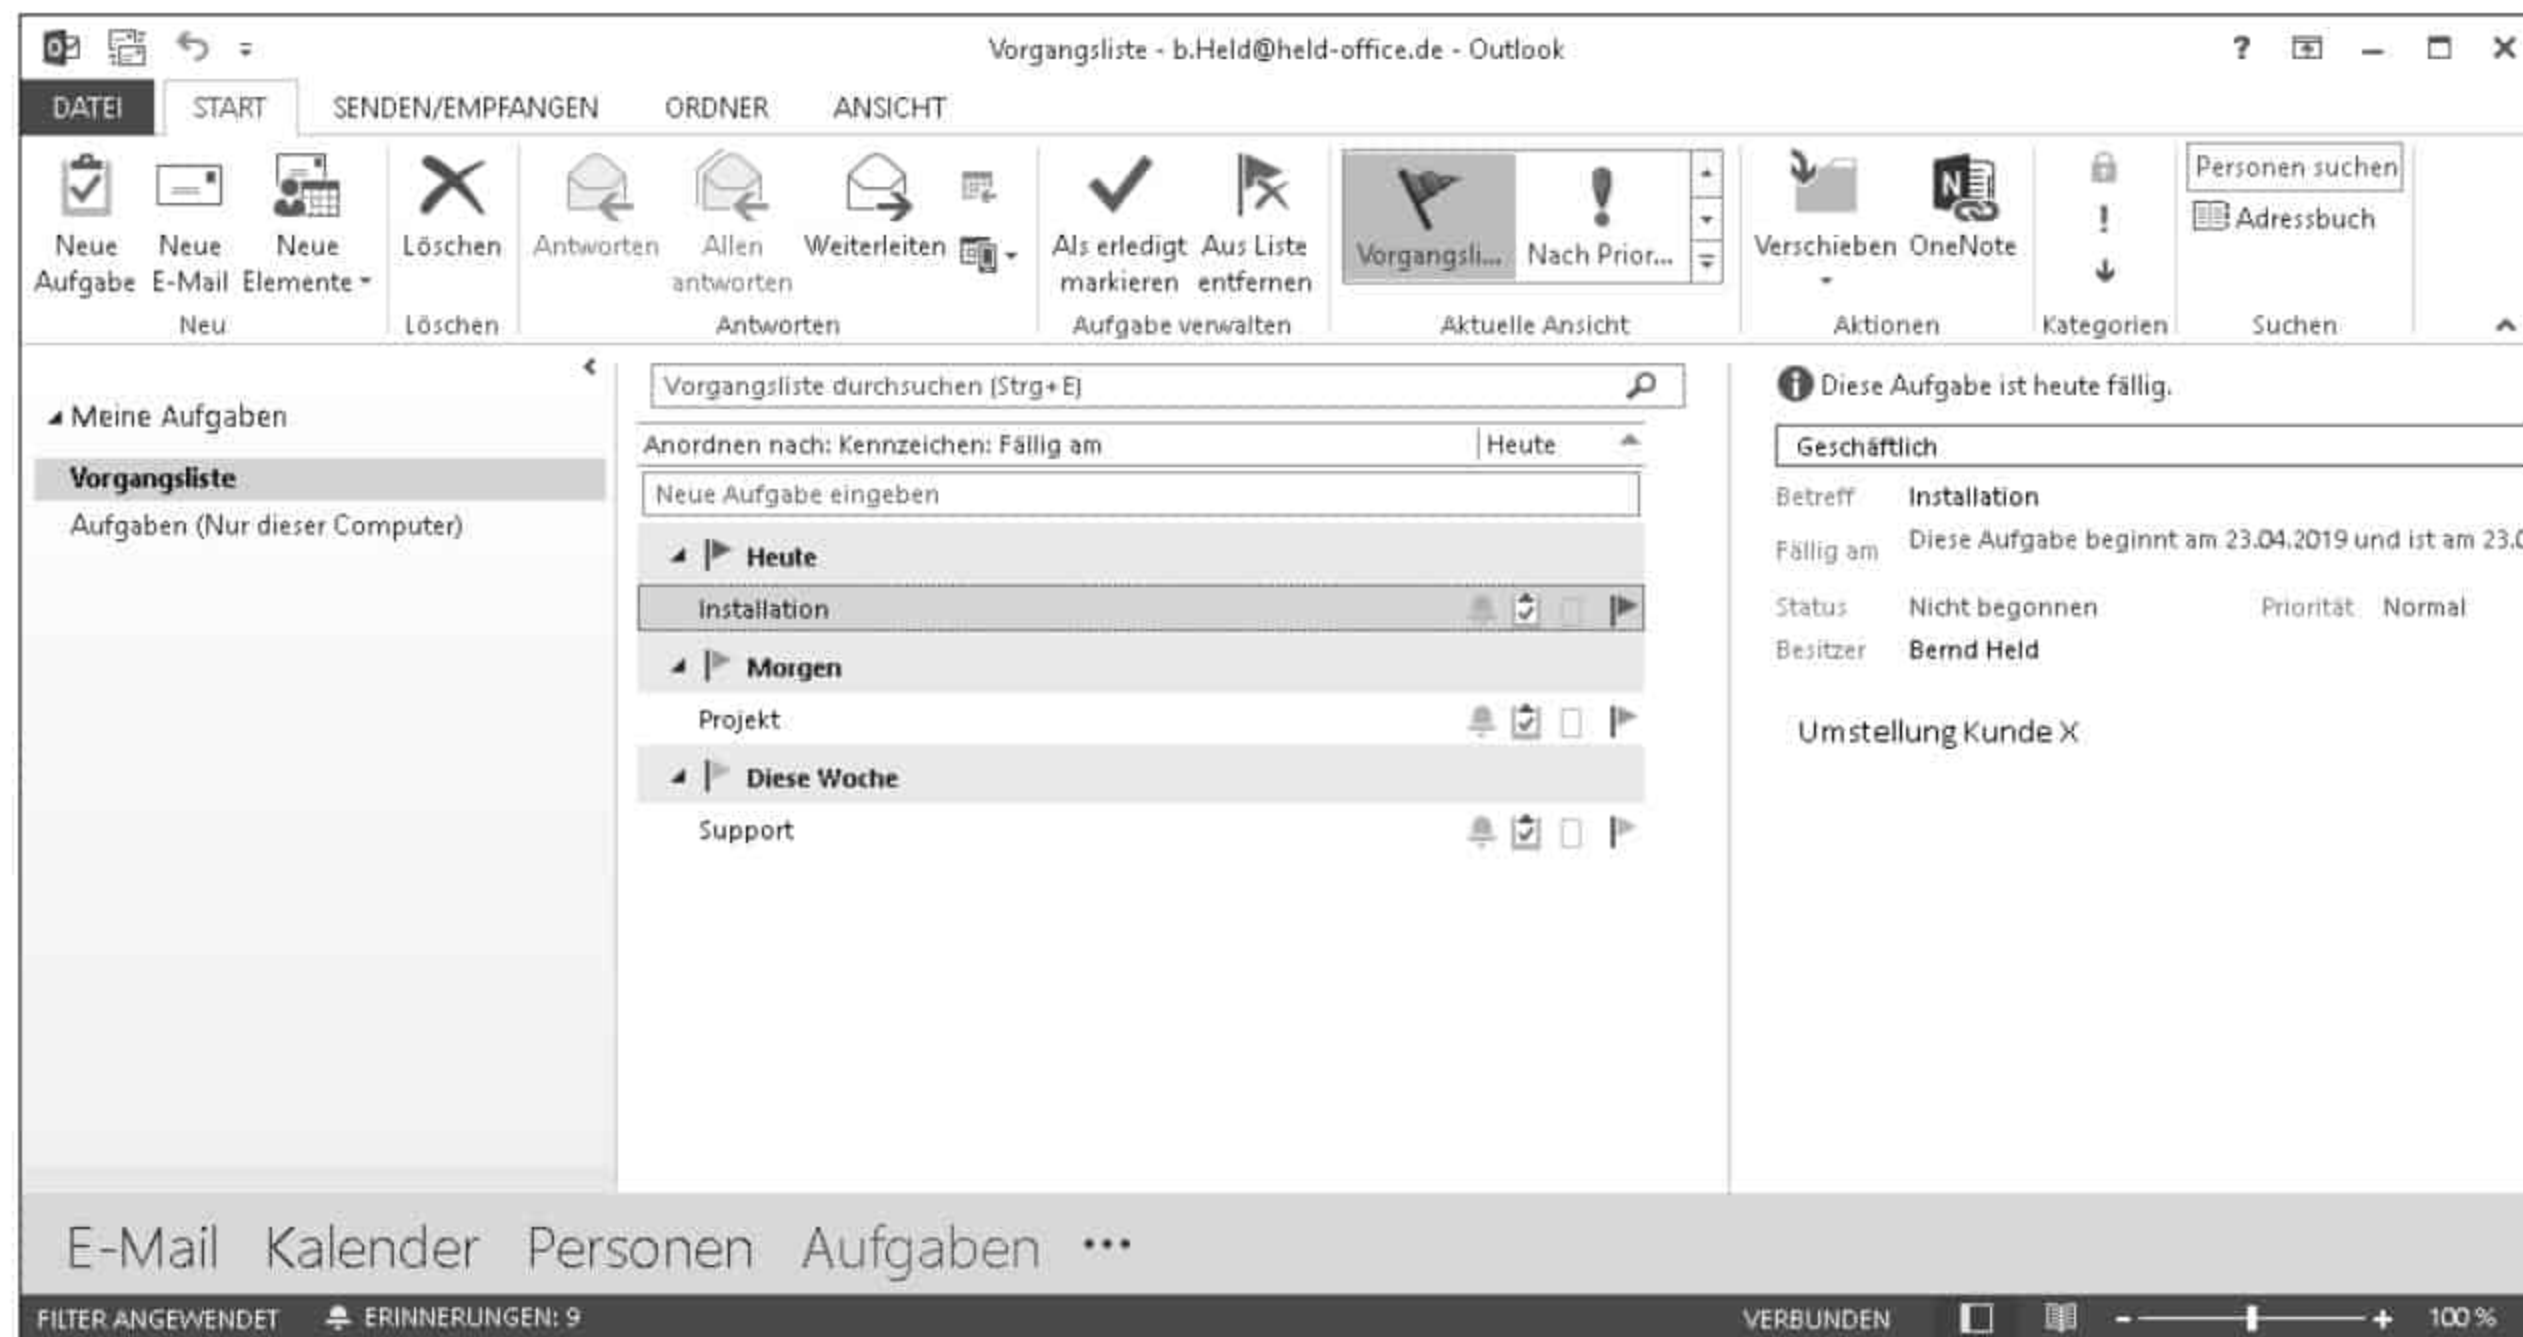 Vorgangsliste - b.Held@held-office.de - Outlook
?
DATEI START SENDEN/EMPFANGEN ORDNER ANSICHT
Neue Aufgabe
Neue E-Mail
Neue Elemente
Löschen
Antworten
Allen antworten
Weiterleiten
Als erledigt markieren
Aus Liste entfernen
Vorgangsli...
Nach Prior...
Verschieben
OneNote
Personen suchen
Adressbuch
Neu Löschen Antworten Aufgabe verwalten Aktuelle Ansicht Aktionen Kategorien Suchen
Meine Aufgaben
Vorgangsliste
Aufgaben (Nur dieser Computer)
Vorgangsliste durchsuchen (Strg+E)
Anordnen nach: Kennzeichen: Fällig am Heute
Neue Aufgabe eingeben
Heute
Installation
Morgen
Projekt
Diese Woche
Support
Diese Aufgabe ist heute fällig.
Geschäftlich
Betreff Installation
Fällig am Diese Aufgabe beginnt am 23.04.2019 und ist am 23.0
Status Nicht begonnen Priorität Normal
Besitzer Bernd Held
Umstellung Kunde X
E-Mail Kalender Personen Aufgaben •••
FILTER ANGEWENDET ERINNERUNGEN: 9 VERBUNDEN - + 100 %